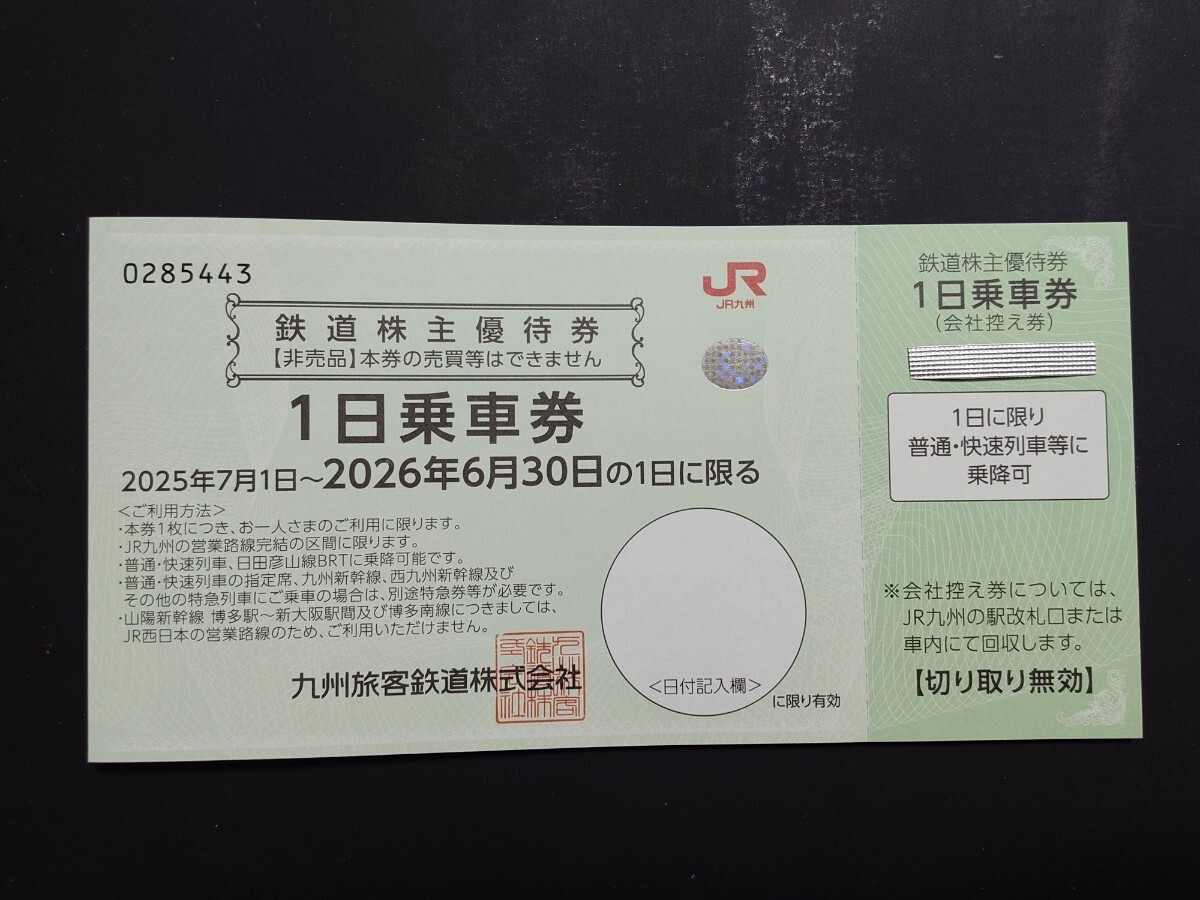 0285443
JR
JR九州
鉄道株主優待券
【非売品】本券の売買等はできません
1日乗車券
2025年7月1日～2026年6月30日の1日に限る
＜ご利用方法＞
・本券1枚につき、お一人さまのご利用に限ります。
・JR九州の営業路線完結の区間に限ります。
・普通・快速列車、日田彦山線BRTに乗降可能です。
・普通・快速列車の指定席、九州新幹線、西九州新幹線及び
その他の特急列車にご乗車の場合は、別途特急券等が必要です。
・山陽新幹線 博多駅～新大阪駅間及び博多南線につきましては、
JR西日本の営業路線のため、ご利用いただけません。
九州旅客鉄道株式会社
＜日付記入欄＞
に限り有効
鉄道株主優待券
1日乗車券
(会社控え券)
1日に限り
普通・快速列車等に
乗降可
※会社控え券については、
JR九州の駅改札口または
車内にて回収します。
【切り取り無効】